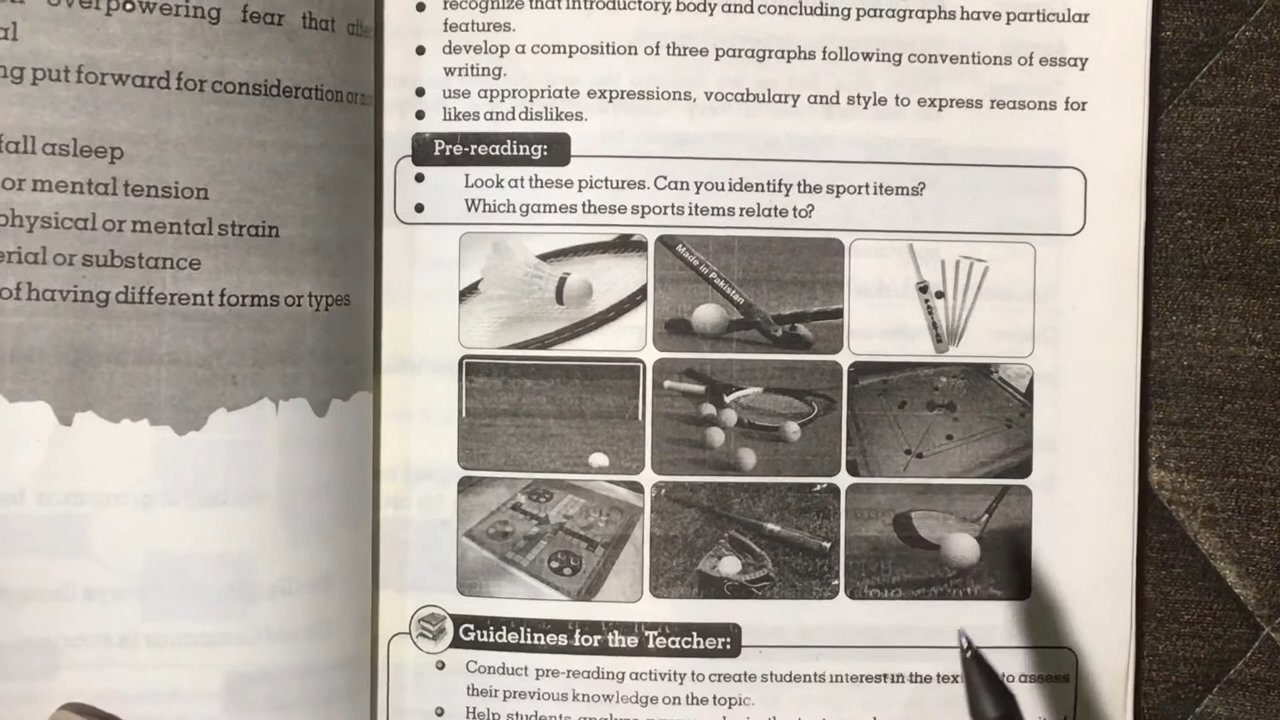 powering fear that
al
ng put forward for consideration or
fall asleep
or mental tension
physical or mental strain
erial or substance
of having different forms or types
recognize that introductory, body and concluding paragraphs have particular
features.
develop a composition of three paragraphs following conventions of essay
writing.
use appropriate expressions, vocabulary and style to express reasons for
likes and dislikes.
Pre-reading:
Look at these pictures. Can you identify the sport items?
Which games these sports items relate to?
Made in Pakistan
Guidelines for the Teacher:
Conduct pre-reading activity to create students interest in the to assess
their previous knowledge on the topic.
Help students